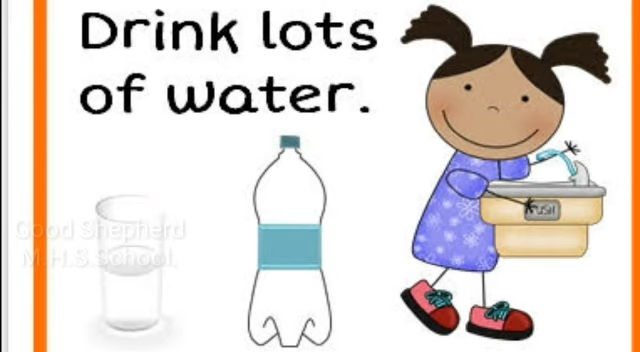 Drink lots
of water.
Good Shepherd
M.H.S.School.
PUSH